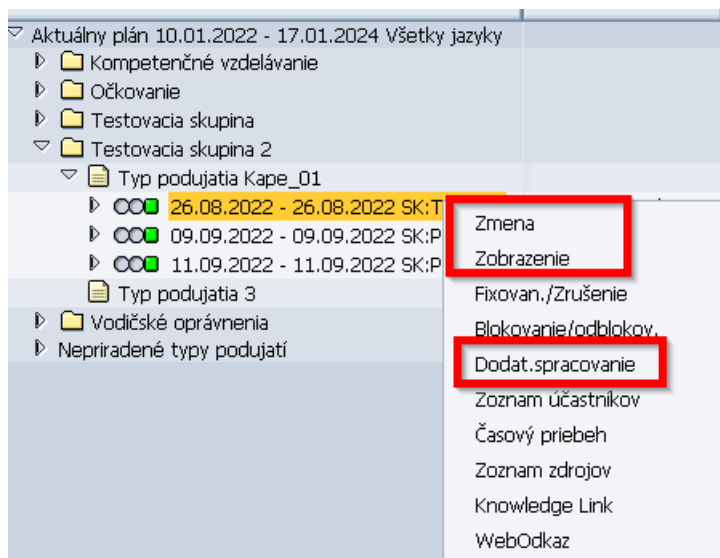 Aktuálny plán 10.01.2022 - 17.01.2024 Všetky jazyky
Kompetenčné vzdelávanie
Očkovanie
Testovacia skupina
Testovacia skupina 2
Typ podujatia Kape_01
26.08.2022 - 26.08.2022 SK:T
09.09.2022 - 09.09.2022 SK:P
11.09.2022 - 11.09.2022 SK:P
Typ podujatia 3
Vodičské oprávnenia
Nepriradené typy podujatí
Zmena
Zobrazenie
Fixovan./Zrušenie
Blokovanie/odblokov.
Dodat.spracovanie
Zoznam účastníkov
Časový priebeh
Zoznam zdrojov
Knowledge Link
WebOdkaz